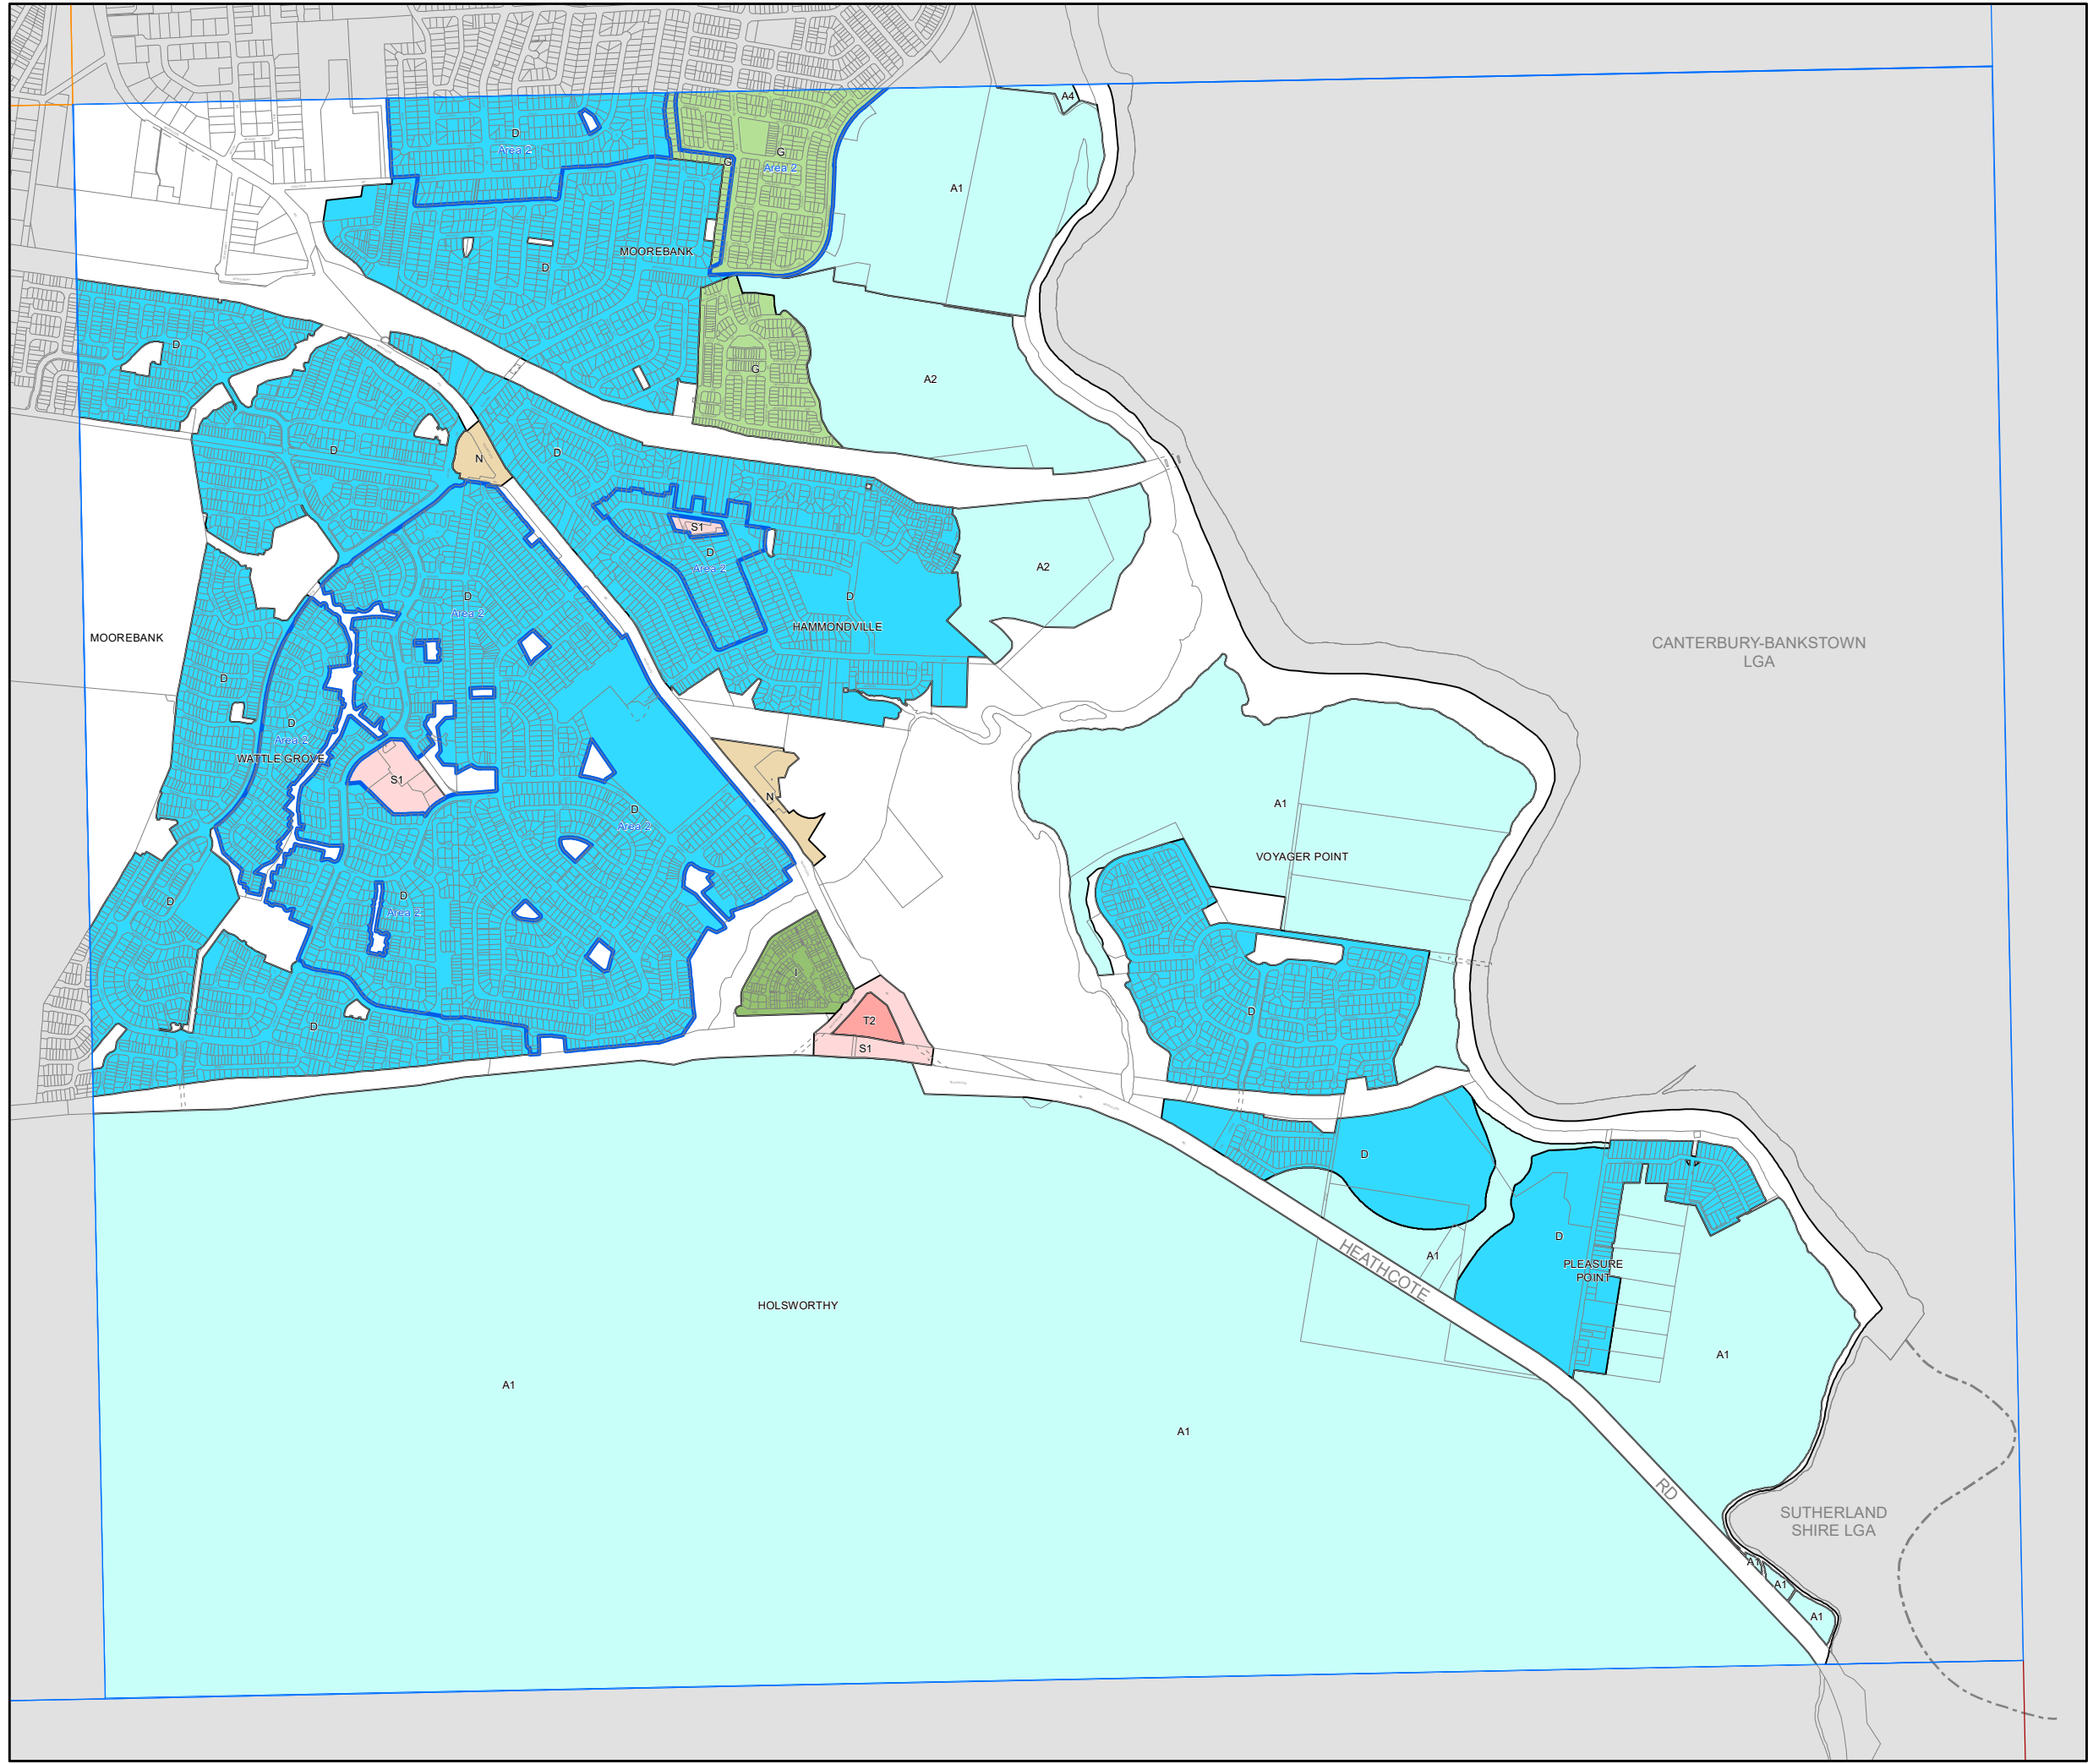 A4
D
Area 2
G
G
Area 2
A1
MOOREBANK
D
D
G
A2
D
N
D
S1
D
Area 2
A2
D
Area 2
D
HAMMONDVILLE
MOOREBANK
CANTERBURY-BANKSTOWN
LGA
D
D
Area 2
WATTLE GROVE
S1
N
A1
D
Area 2
VOYAGER POINT
D
Area 2
D
I
D
T2
D
S1
D
A1
D
PLEASURE
POINT
HEATHCOTE
HOLSWORTHY
A1
A1
A1
RD
SUTHERLAND
SHIRE LGA
A1
A1
A1